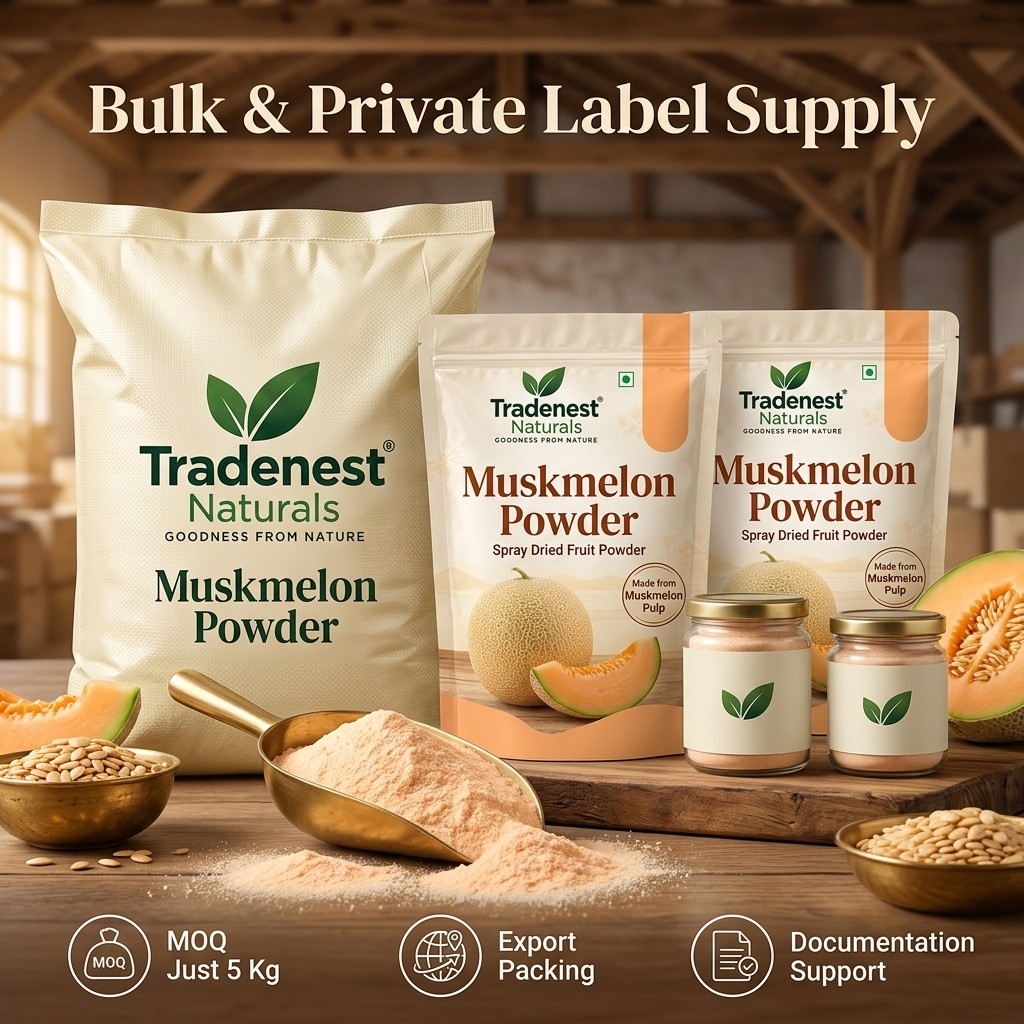 Bulk & Private Label Supply
Tradenest®
Naturals
GOODNESS FROM NATURE
Muskmelon
Powder
Tradenest®
Naturals
GOODNESS FROM NATURE
Muskmelon
Powder
Spray Dried Fruit Powder
Made from
Muskmelon
Pulp
Tradenest®
Naturals
GOODNESS FROM NATURE
Muskmelon
Powder
Spray Dried Fruit Powder
Made from
Muskmelon
Pulp
MOQ
MOQ
Just 5 Kg
Export
Packing
Documentation
Support